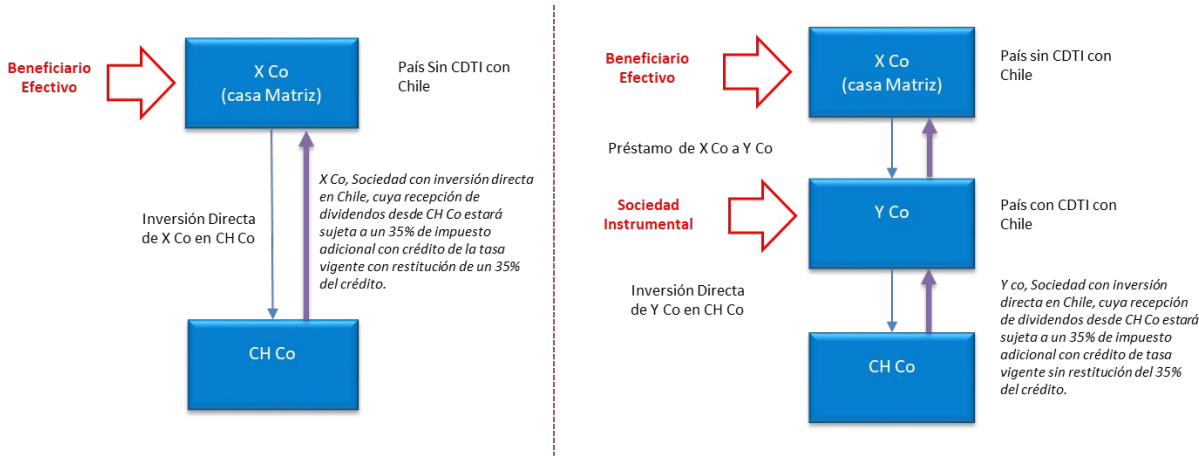 Beneficiario
Efectivo
X Co
(casa Matriz)
País Sin CDTI con
Chile
Inversión Directa
de X Co en CH Co
X Co, Sociedad con inversión directa
en Chile, cuya recepción de
dividendos desde CH Co estará
sujeta a un 35% de impuesto
adicional con crédito de la tasa
vigente con restitución de un 35%
del crédito.
CH Co
Beneficiario
Efectivo
X Co
(casa Matriz)
País sin CDTI con
Chile
Préstamo de X Co a Y Co
Sociedad
Instrumental
Y Co
País con CDTI con
Chile
Inversión Directa
de Y Co en CH Co
Y co, Sociedad con inversión
directa en Chile, cuya recepción
de dividendos desde CH Co estará
sujeta a un 35% de impuesto
adicional con crédito de tasa
vigente sin restitución del 35%
del crédito.
CH Co